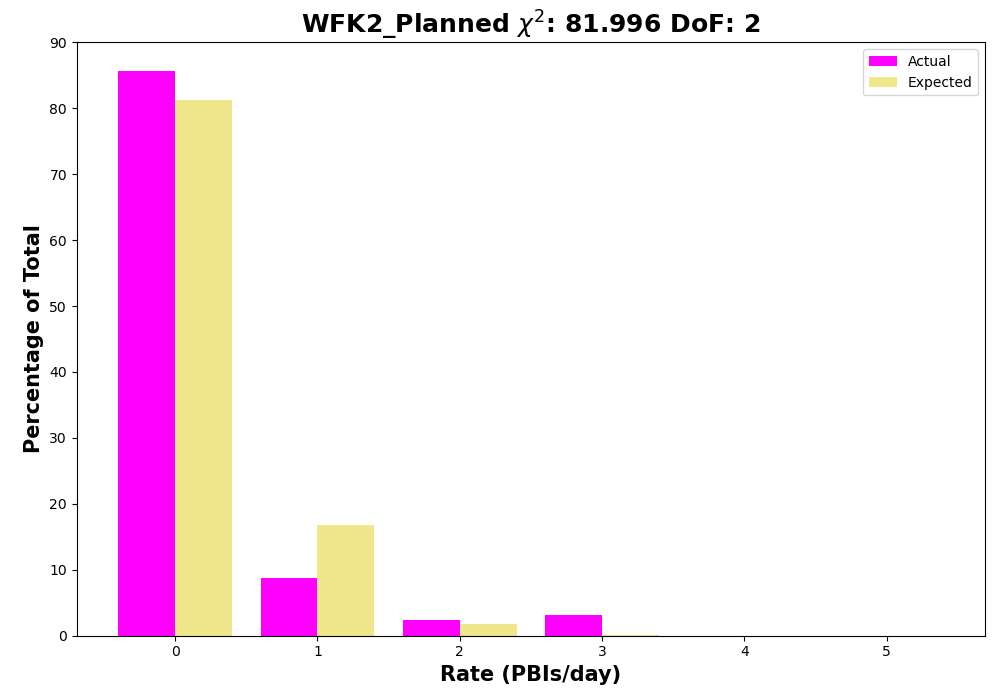 WFK2_Planned χ²: 81.996 DoF: 2
Actual
Expected
Percentage of Total
90
80
70
60
50
40
30
20
10
0
0 1 2 3 4 5
Rate (PBIs/day)